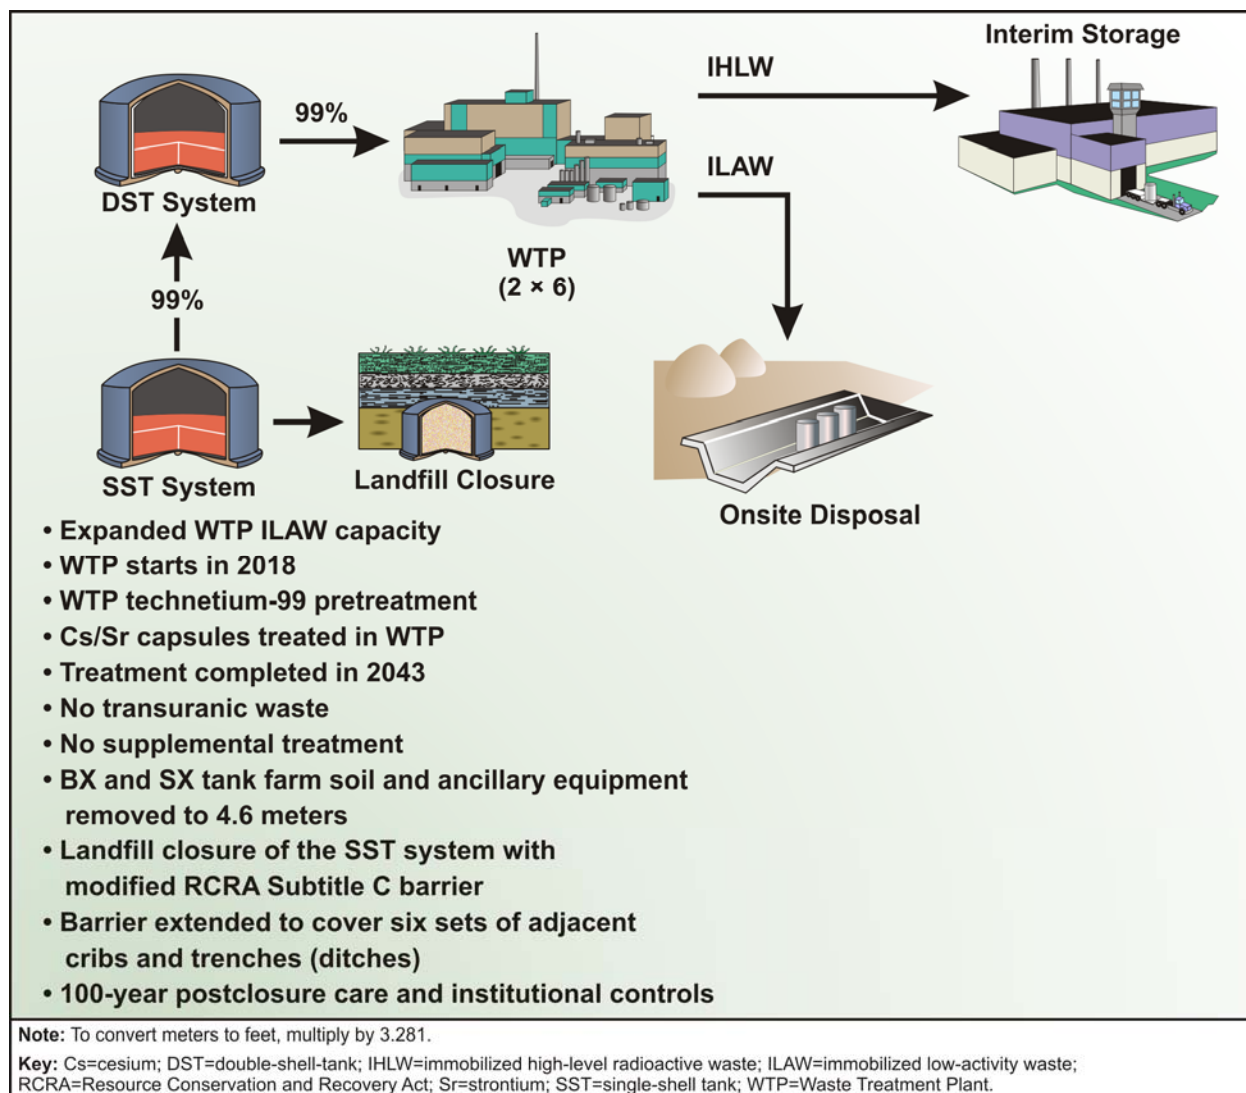 Interim Storage
IHLW
99%
ILAW
DST System
WTP
(2 × 6)
99%
SST System
Landfill Closure
Onsite Disposal
• Expanded WTP ILAW capacity
• WTP starts in 2018
• WTP technetium-99 pretreatment
• Cs/Sr capsules treated in WTP
• Treatment completed in 2043
• No transuranic waste
• No supplemental treatment
• BX and SX tank farm soil and ancillary equipment
removed to 4.6 meters
• Landfill closure of the SST system with
modified RCRA Subtitle C barrier
• Barrier extended to cover six sets of adjacent
cribs and trenches (ditches)
• 100-year postclosure care and institutional controls
Note: To convert meters to feet, multiply by 3.281.
Key: Cs=cesium; DST=double-shell-tank; IHLW=immobilized high-level radioactive waste; ILAW=immobilized low-activity waste;
RCRA=Resource Conservation and Recovery Act; Sr=strontium; SST=single-shell tank; WTP=Waste Treatment Plant.